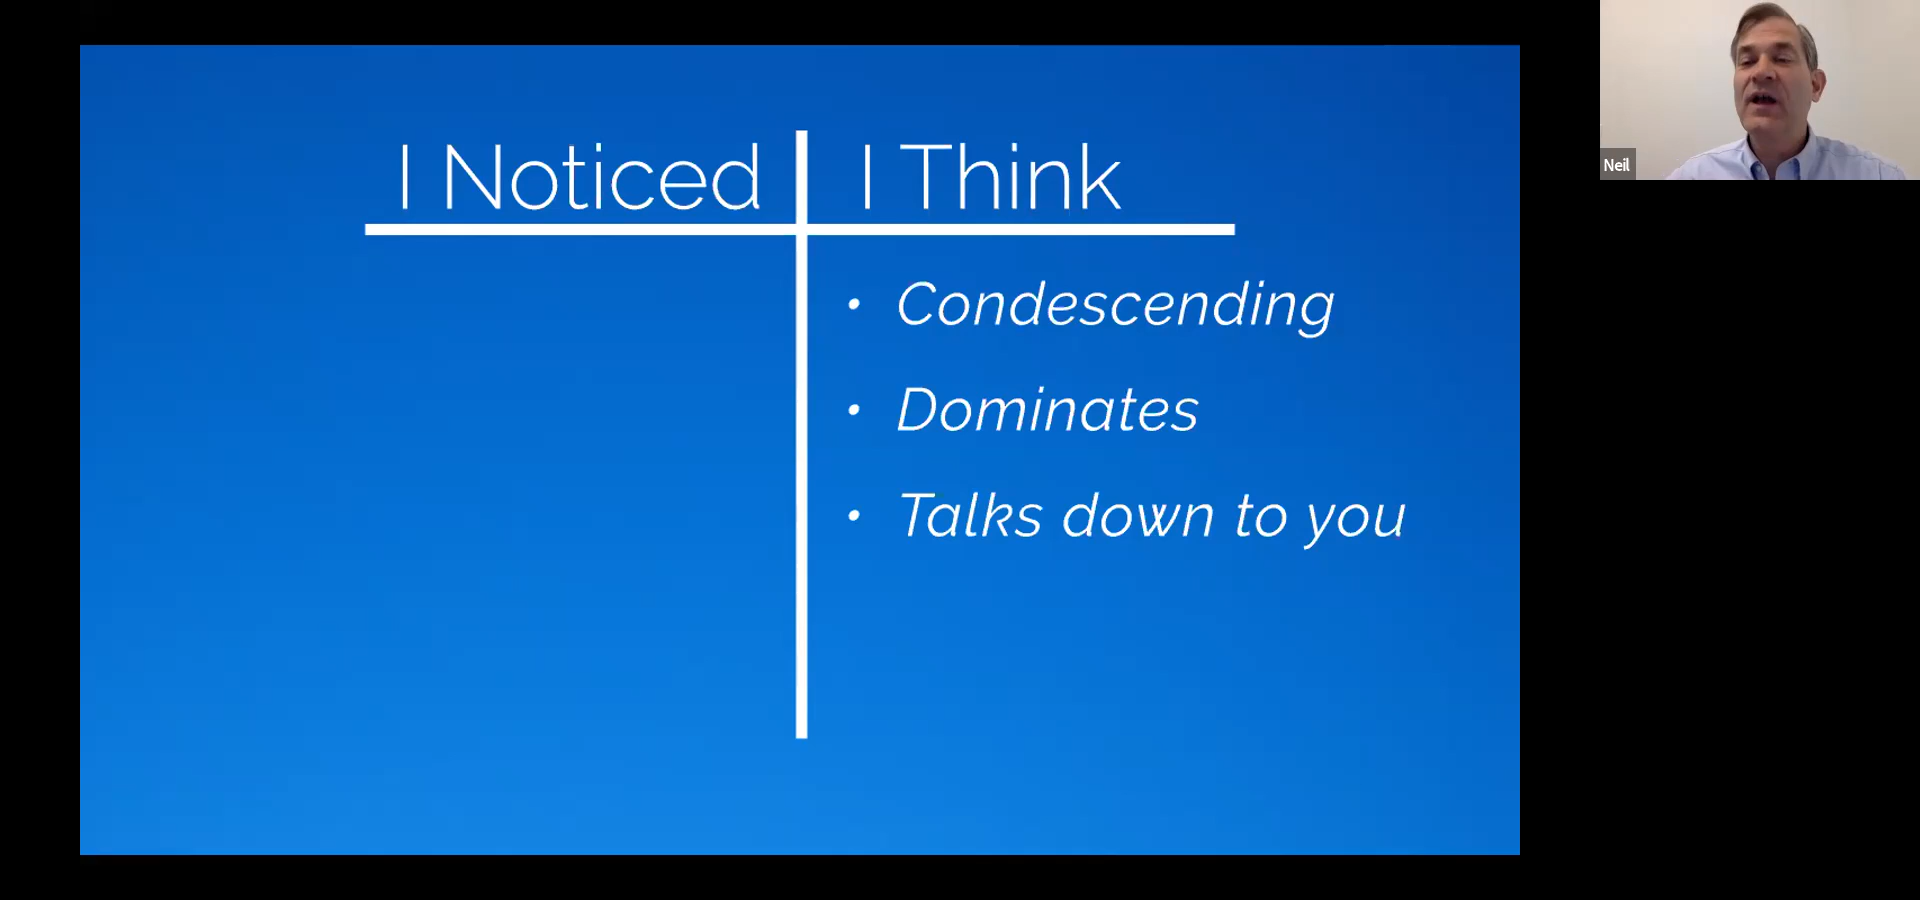 I Noticed
I Think
• Condescending
• Dominates
• Talks down to you
Neil